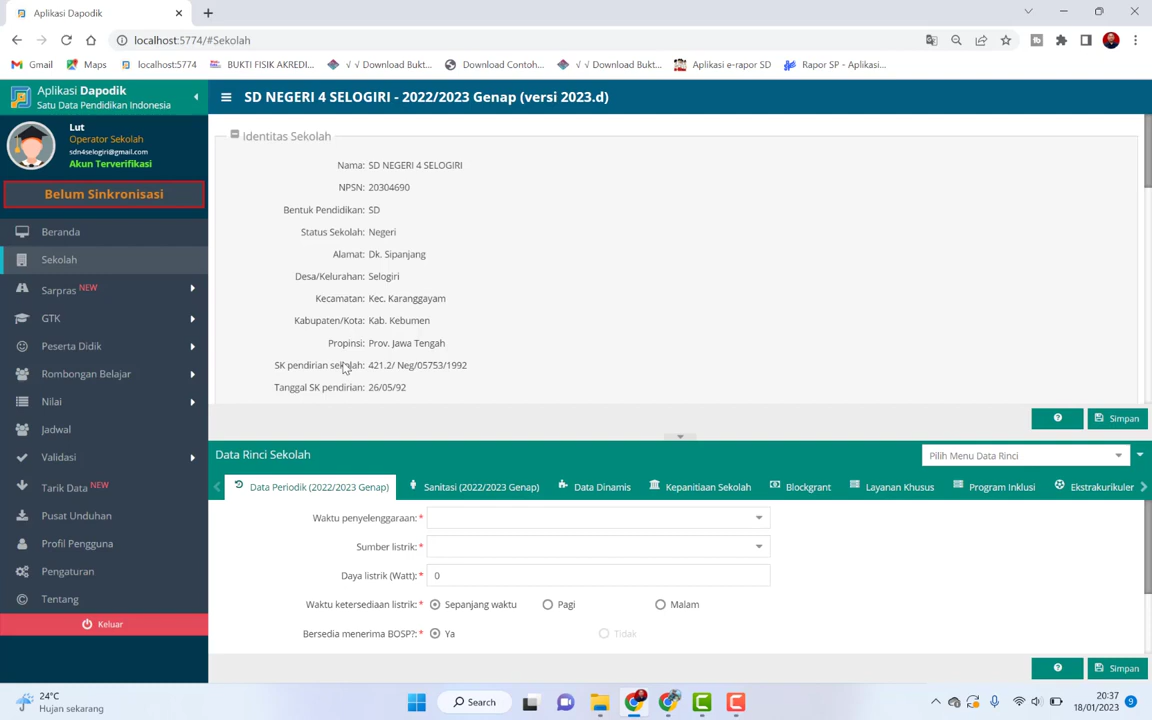 Aplikasi Dapodik
localhost:5774/#Sekolah
Gmail
Maps
localhost:5774
BUKTI FISIK AKREDI...
√ √ Download Bukt...
Download Contoh...
√ √ Download Bukt...
Aplikasi e-rapor SD
Rapor SP - Aplikasi...
Aplikasi Dapodik
Satu Data Pendidikan Indonesia
SD NEGERI 4 SELOGIRI - 2022/2023 Genap (versi 2023.d)
Lut
Operator Sekolah
sdn4selogiri@gmail.com
Akun Terverifikasi
Belum Sinkronisasi
Beranda
Sekolah
Sarpras NEW
GTK
Peserta Didik
Rombongan Belajar
Nilai
Jadwal
Validasi
Tarik Data NEW
Pusat Unduhan
Profil Pengguna
Pengaturan
Tentang
Keluar
Identitas Sekolah
Nama: SD NEGERI 4 SELOGIRI
NPSN: 20304690
Bentuk Pendidikan: SD
Status Sekolah: Negeri
Alamat: Dk. Sipanjang
Desa/Kelurahan: Selogiri
Kecamatan: Kec. Karanggayam
Kabupaten/Kota: Kab. Kebumen
Propinsi: Prov. Jawa Tengah
SK pendirian sekolah: 421.2/ Neg/05753/1992
Tanggal SK pendirian: 26/05/92
Simpan
Data Rinci Sekolah
Pilih Menu Data Rinci
Data Periodik (2022/2023 Genap)
Sanitasi (2022/2023 Genap)
Data Dinamis
Kepanitiaan Sekolah
Blockgrant
Layanan Khusus
Program Inklusi
Ekstrakurikuler
Waktu penyelenggaraan:*
Sumber listrik:*
Daya listrik (Watt):* 0
Waktu ketersediaan listrik:* Sepanjang waktu Pagi Malam
Bersedia menerima BOSP?:* Ya Tidak
Simpan
24°C
Hujan sekarang
Search
20:37
18/01/2023
9